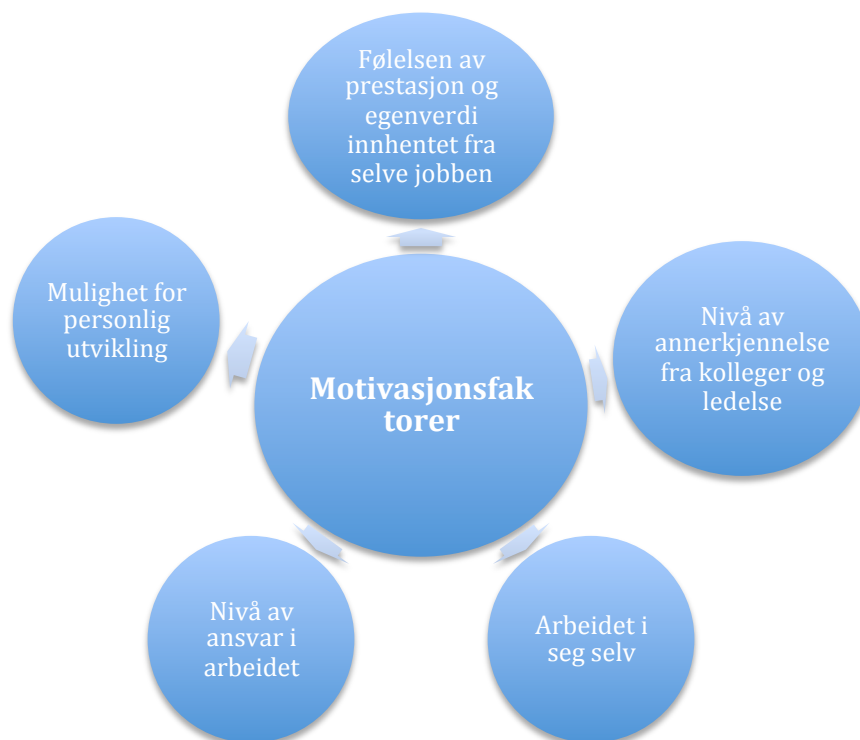 Følelsen av
prestasjon og
egenverdi
innhentet fra
selve jobben
Mulighet for
personlig
utvikling
Nivå av
annerkjennelse
fra kolleger og
ledelse
Motivasjonsfak
torer
Nivå av
ansvar i
arbeidet
Arbeidet i
seg selv